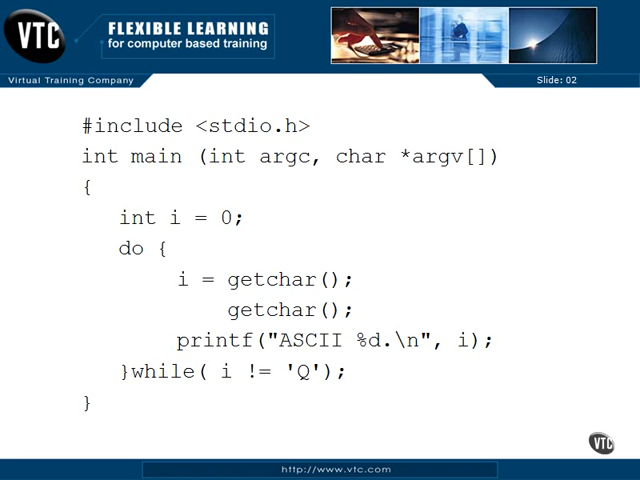 VTC
FLEXIBLE LEARNING
for computer based training
Virtual Training Company
Slide: 02
#include <stdio.h>
int main (int argc, char *argv[])
{
int i = 0;
do {
i = getchar();
getchar();
printf("ASCII %d.\n", i);
}while( i != 'Q');
}
VTC
http://www.vtc.com